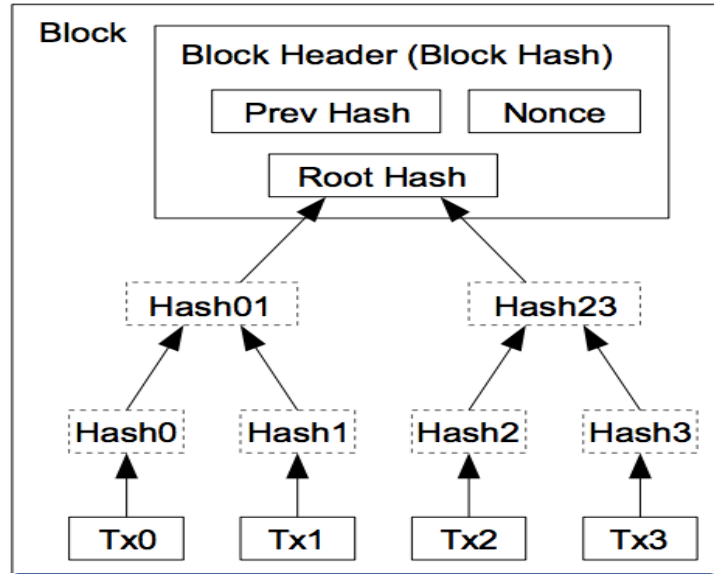 Block
Block Header (Block Hash)
Prev Hash
Nonce
Root Hash
Hash01
Hash23
Hash0
Hash1
Hash2
Hash3
Tx0
Tx1
Tx2
Tx3